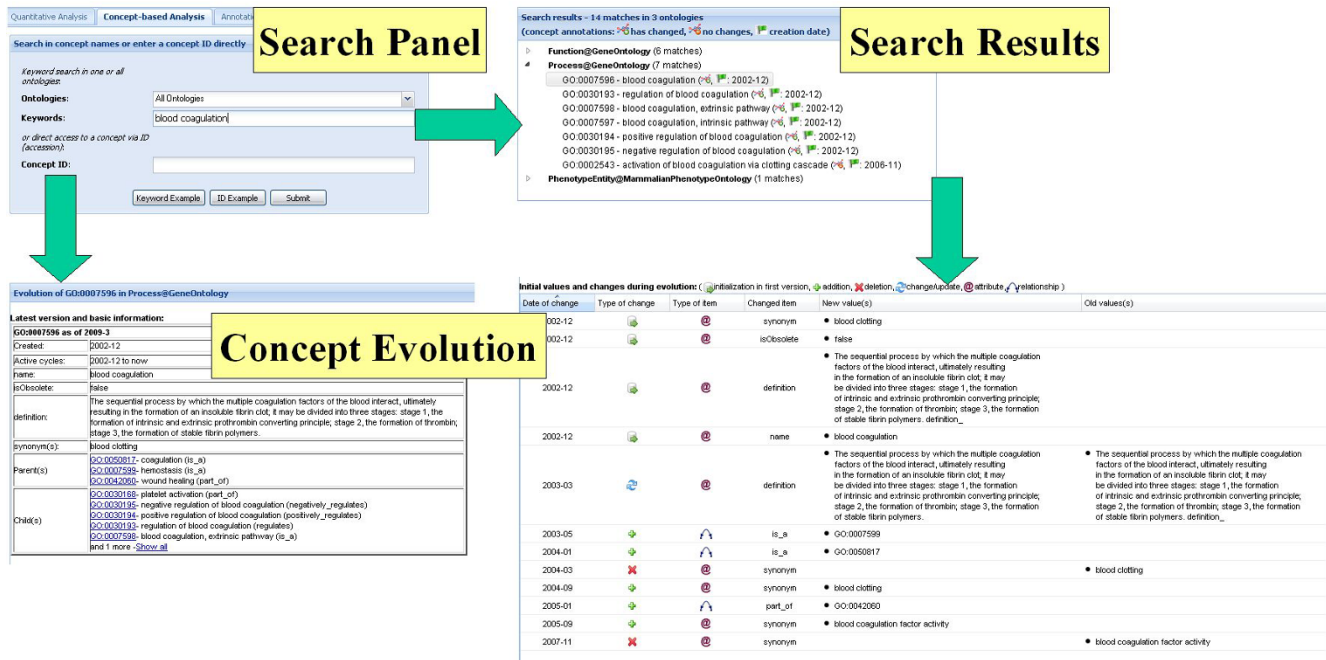 Quantitative Analysis Concept-based Analysis Annotati
Search Panel
Search in concept names or enter a concept ID directly
Keyword search in one or all
ontologies:
Ontologies: All Ontologies
Keywords: blood coagulation
or direct access to a concept via ID
(accession):
Concept ID:
Keyword Example ID Example Submit
Search Results
Search results - 14 matches in 3 ontologies
(concept annotations: has changed, no changes, creation date)
Function@GeneOntology (6 matches)
Process@GeneOntology (7 matches)
GO:0007596 - blood coagulation (, : 2002-12)
GO:0030193 - regulation of blood coagulation (, : 2002-12)
GO:0007598 - blood coagulation, extrinsic pathway (, : 2002-12)
GO:0007597 - blood coagulation, intrinsic pathway (, : 2002-12)
GO:0030194 - positive regulation of blood coagulation (, : 2002-12)
GO:0030195 - negative regulation of blood coagulation (, : 2002-12)
GO:0002543 - activation of blood coagulation via clotting cascade (, : 2006-11)
PhenotypeEntity@MammalianPhenotypeOntology (1 matches)
Evolution of GO:0007596 in Process@GeneOntology
Concept Evolution
Latest version and basic information:
GO:0007596 as of 2009-3
Created: 2002-12
Active cycles: 2002-12 to now
name: blood coagulation
isObsolete: false
definition: The sequential process by which the multiple coagulation factors of the blood interact, ultimately
resulting in the formation of an insoluble fibrin clot; it may be divided into three stages: stage 1, the
formation of intrinsic and extrinsic prothrombin converting principle; stage 2, the formation of thrombin;
stage 3, the formation of stable fibrin polymers.
synonym(s): blood clotting
Parent(s)
GO:0050817- coagulation (is_a)
GO:0007599- hemostasis (is_a)
GO:0042060- wound healing (part_of)
Child(s)
GO:0030168- platelet activation (part_of)
GO:0030195- negative regulation of blood coagulation (negatively_regulates)
GO:0030194- positive regulation of blood coagulation (positively_regulates)
GO:0030193- regulation of blood coagulation (regulates)
GO:0007598- blood coagulation, extrinsic pathway (is_a)
and 1 more -Show all
Initial values and changes during evolution: ( initialization in first version, addition, deletion, change/update, @ attribute, relationship )
Date of change Type of change Type of item Changed item New value(s) Old values(s)
002-12 @ synonym • blood clotting
002-12 @ isObsolete • false
2002-12 @ definition • The sequential process by which the multiple coagulation
factors of the blood interact, ultimately resulting
in the formation of an insoluble fibrin clot; it may
be divided into three stages: stage 1, the formation
of intrinsic and extrinsic prothrombin converting principle;
stage 2, the formation of thrombin; stage 3, the formation
of stable fibrin polymers. definition_
2002-12 @ name • blood coagulation
2003-03 @ definition • The sequential process by which the multiple coagulation
factors of the blood interact, ultimately resulting
in the formation of an insoluble fibrin clot; it may
be divided into three stages: stage 1, the formation
of intrinsic and extrinsic prothrombin converting principle;
stage 2, the formation of thrombin; stage 3, the formation
of stable fibrin polymers.
• The sequential process by which the multiple coagulation
factors of the blood interact, ultimately resulting
in the formation of an insoluble fibrin clot; it may
be divided into three stages: stage 1, the formation
of intrinsic and extrinsic prothrombin converting principle;
stage 2, the formation of thrombin; stage 3, the formation
of stable fibrin polymers. definition_
2003-05 is_a • GO:0007599
2004-01 is_a • GO:0050817
2004-03 @ synonym • blood clotting
2004-09 @ synonym • blood clotting
2005-01 part_of • GO:0042060
2005-09 @ synonym • blood coagulation factor activity
2007-11 @ synonym • blood coagulation factor activity